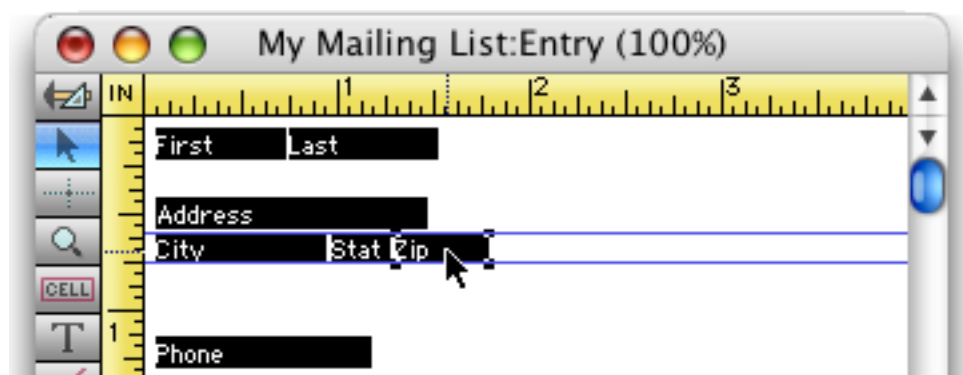 My Mailing List:Entry (100%)
IN 1 2 3
First Last
Address
City Stat Zip
CELL
T 1
Phone